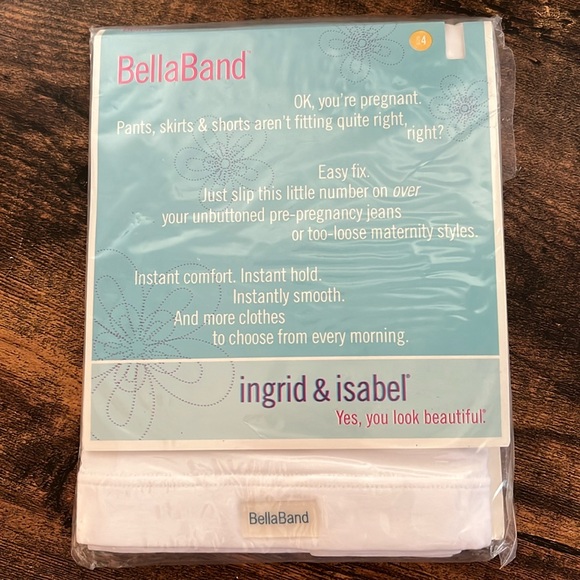 BellaBand™
34
OK, you're pregnant.
Pants, skirts & shorts aren't fitting quite right,
right?
Easy fix.
Just slip this little number on over
your unbuttoned pre-pregnancy jeans
or too-loose maternity styles.
Instant comfort. Instant hold.
Instantly smooth.
And more clothes
to choose from every morning.
ingrid & isabel®
Yes, you look beautiful.®
BellaBand